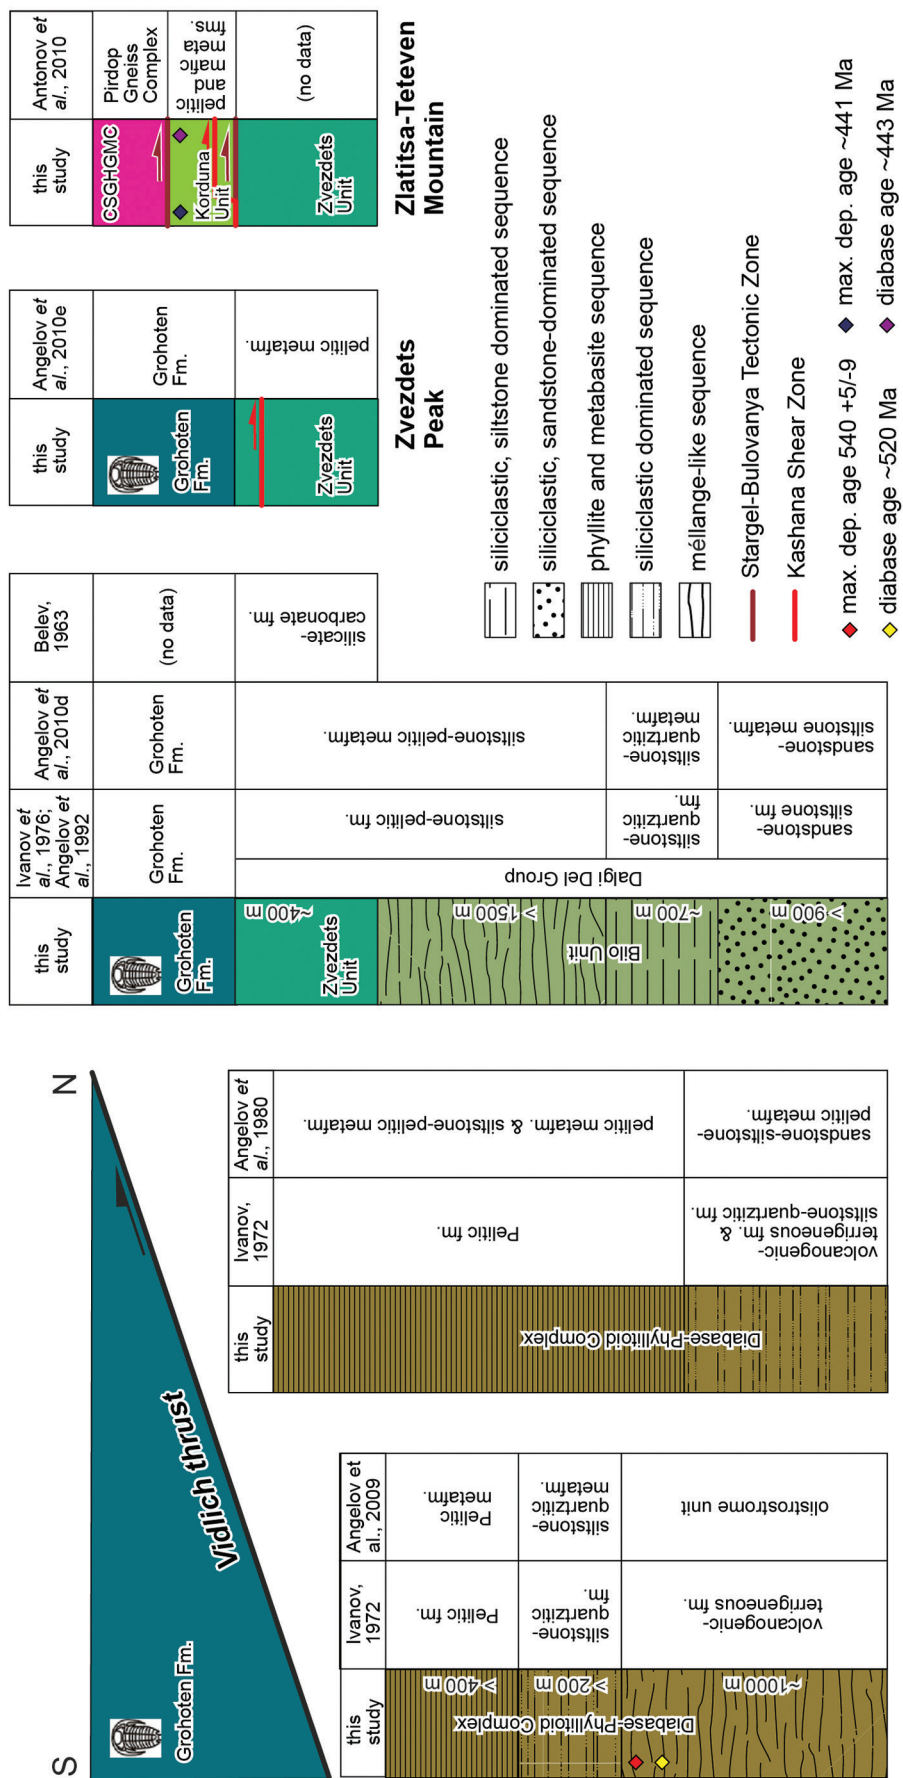 S
N
Grohoten Fm.
Vidlich thrust
this
study
Ivanov,
1972
Angelov et
al., 2009
Diabase-Phyllitoid Complex
> 400 m
> 200 m
~1000 m
Pelitic fm.
siltstone-
quartzitic
fm.
volcanogenic-
terrigeneous fm.
Pelitic
metafm.
siltstone-
quartzitic
metafm.
olistrostrome unit
this
study
Ivanov,
1972
Angelov et
al., 1980
Diabase-Phyllitoid Complex
Pelitic fm.
volcanogenic-
terrigeneous fm. &
siltstone-quartzitic fm.
pelitic metafm. & siltstone-pelitic metafm.
sandstone-siltstone-
pelitic metafm.
this
study
Ivanov et
al., 1976;
Angelov et
al., 1992
Angelov et
al., 2010d
Belev,
1963
Grohoten
Fm.
Grohoten
Fm.
Grohoten
Fm.
(no data)
Zvezdets
Unit
~400 m
Bilo Unit
> 1500 m
~700 m
> 900 m
Dalgi Del Group
siltstone-pelitic fm.
siltstone-
quartzitic
fm.
sandstone-
siltstone fm.
siltstone-pelitic metafm.
siltstone-
quartzitic
metafm.
sandstone-
siltstone metafm.
silicate-
carbonate fm.
this
study
Angelov et
al., 2010e
Grohoten
Fm.
Grohoten
Fm.
Zvezdets
Unit
pelitic metafm.
Zvezdets
Peak
this
study
Antonov et
al., 2010
CSGHGMC
Pirdop
Gneiss
Complex
Korduna
Unit
pelitic
and
mafic
meta
fms.
Zvezdets
Unit
(no data)
Zlatitsa-Teteven
Mountain
siliciclastic, siltstone dominated sequence
siliciclastic, sandstone-dominated sequence
phyllite and metabasite sequence
siliciclastic dominated sequence
méllange-like sequence
Stargel-Bulovanya Tectonic Zone
Kashana Shear Zone
max. dep. age 540 +5/-9
max. dep. age ~441 Ma
diabase age ~520 Ma
diabase age ~443 Ma